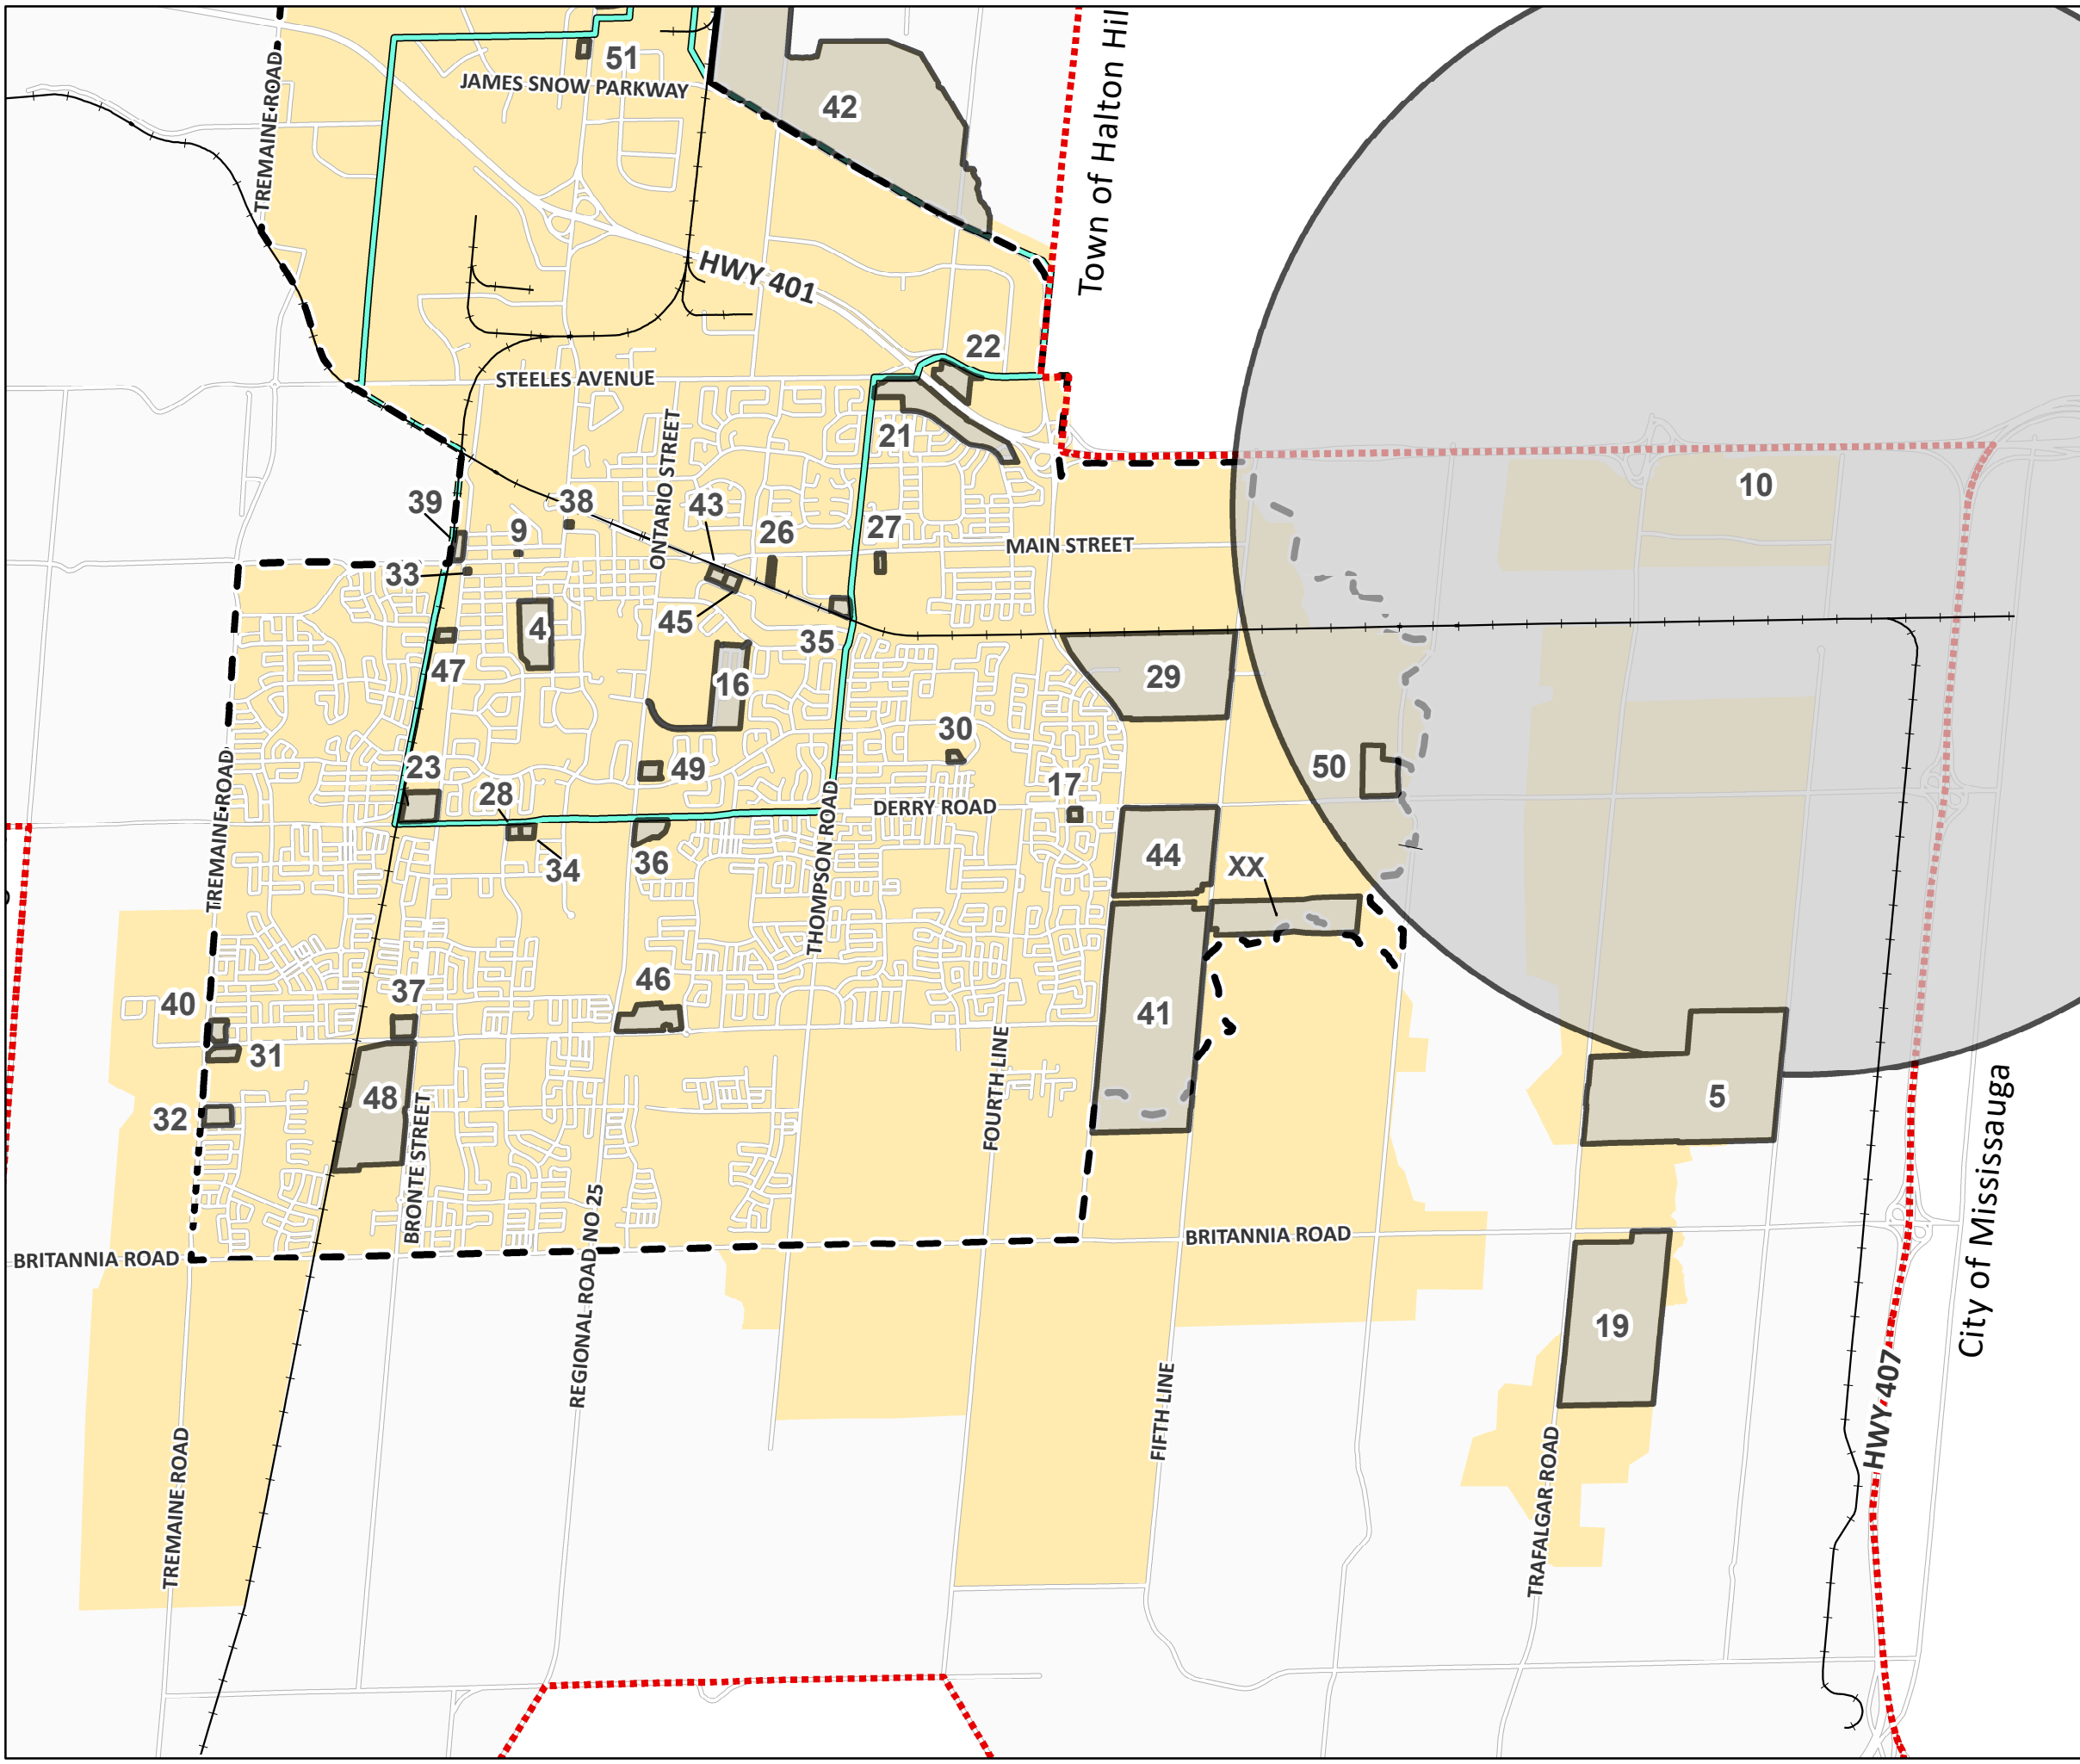 51
JAMES SNOW PARKWAY
42
TREMAINE ROAD
Town of Halton Hil
HWY 401
22
STEELES AVENUE
21
ONTARIO STREET
10
39
38
43
9
26
27
MAIN STREET
33
4
45
35
47
16
29
30
50
23
49
28
17
TREMAINE ROAD
THOMPSON ROAD
DERRY ROAD
34
36
44
XX
46
40
37
41
31
48
32
BRONTE STREET
FOURTH LINE
5
City of Mississauga
BRITANNIA ROAD
BRITANNIA ROAD
REGIONAL ROAD NO 25
19
FIFTH LINE
HWY 407
TREMAINE ROAD
TRAFALGAR ROAD